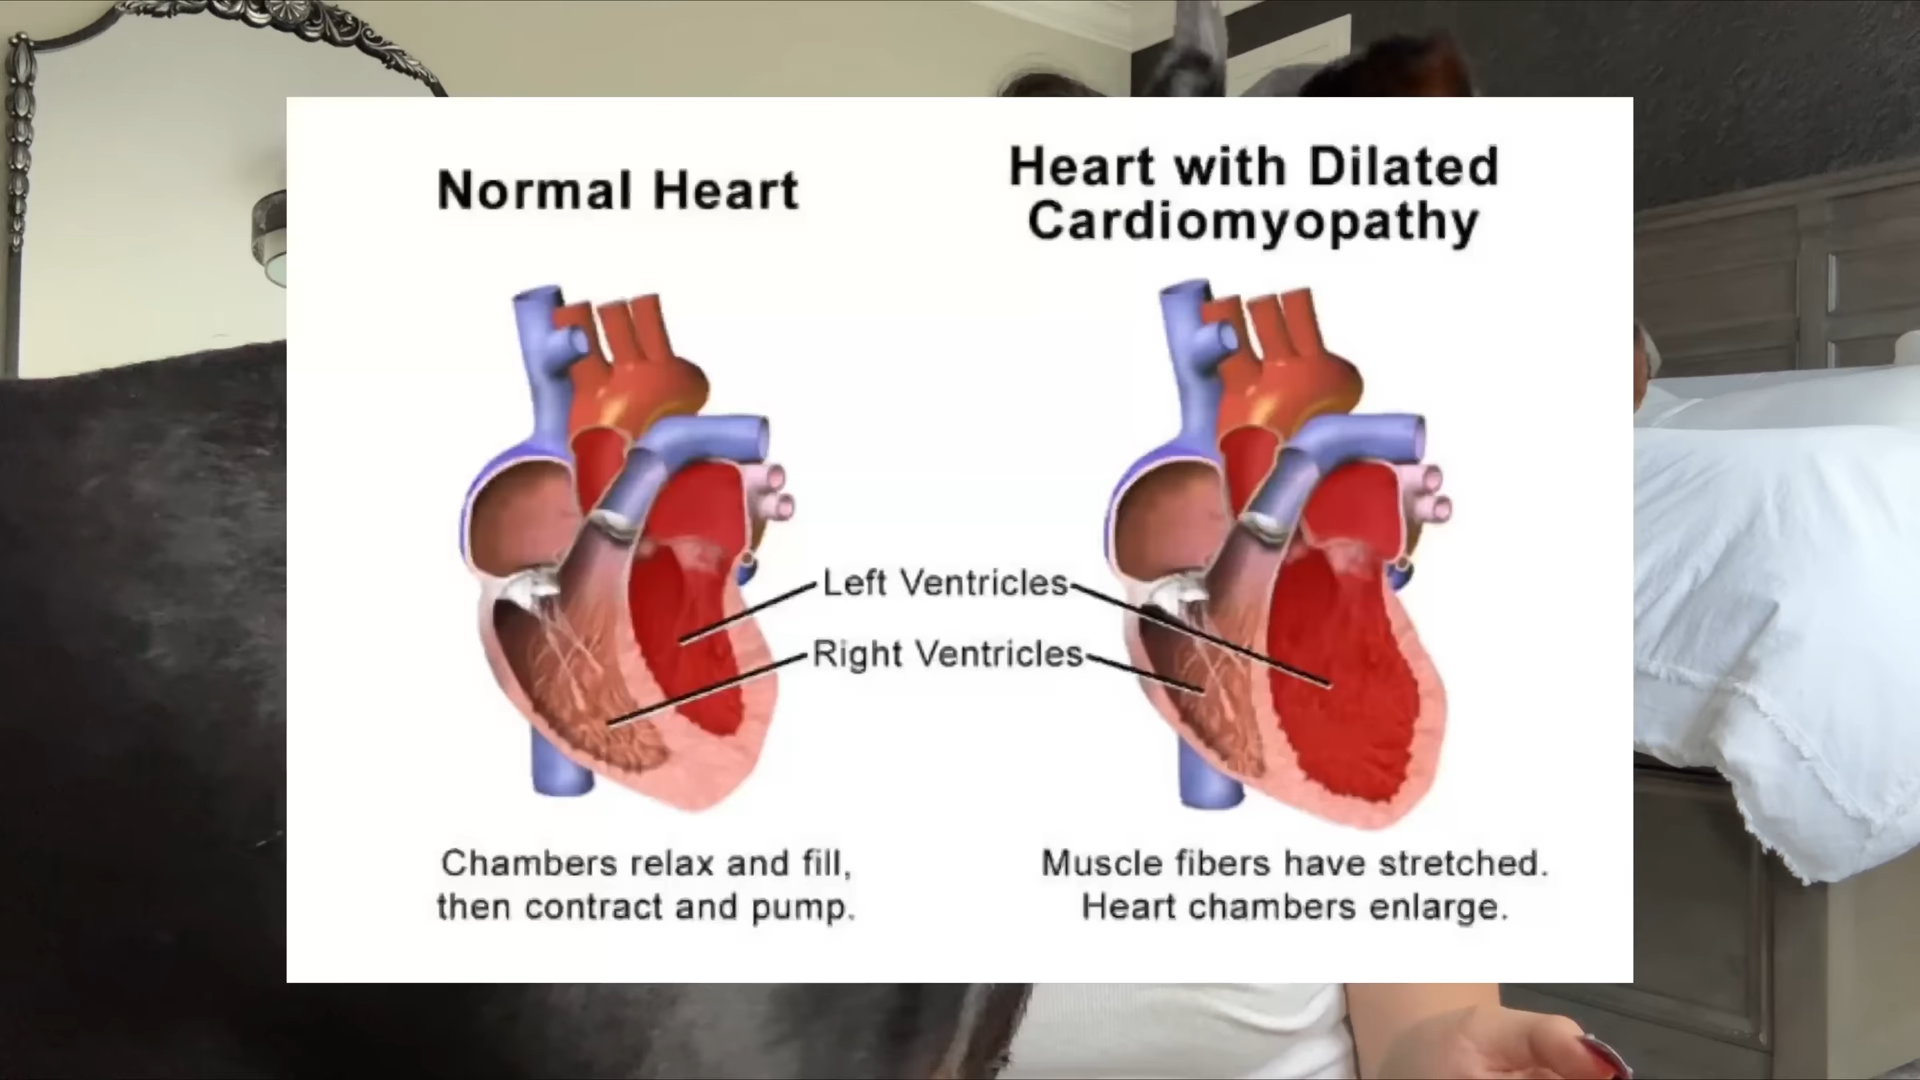 Normal Heart
Heart with Dilated
Cardiomyopathy
Left Ventricles
Right Ventricles
Chambers relax and fill,
then contract and pump.
Muscle fibers have stretched.
Heart chambers enlarge.